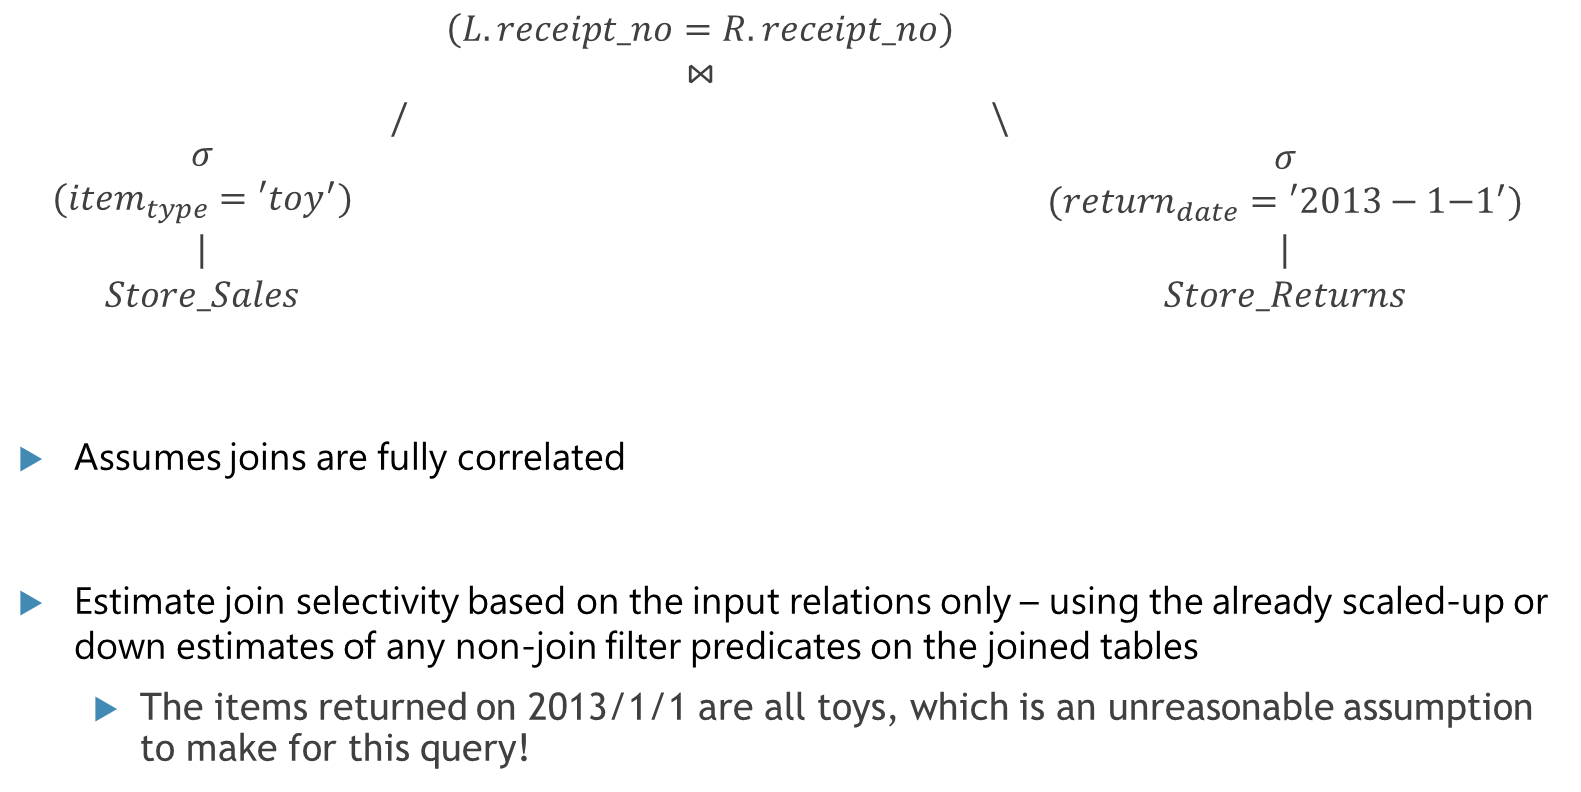 (L.receipt_no = R.receipt_no)
⋈
/ \
σ σ
(item_type = 'toy') (return_date = '2013 − 1−1')
| |
Store_Sales Store_Returns
Assumes joins are fully correlated
Estimate join selectivity based on the input relations only – using the already scaled-up or
down estimates of any non-join filter predicates on the joined tables
The items returned on 2013/1/1 are all toys, which is an unreasonable assumption
to make for this query!